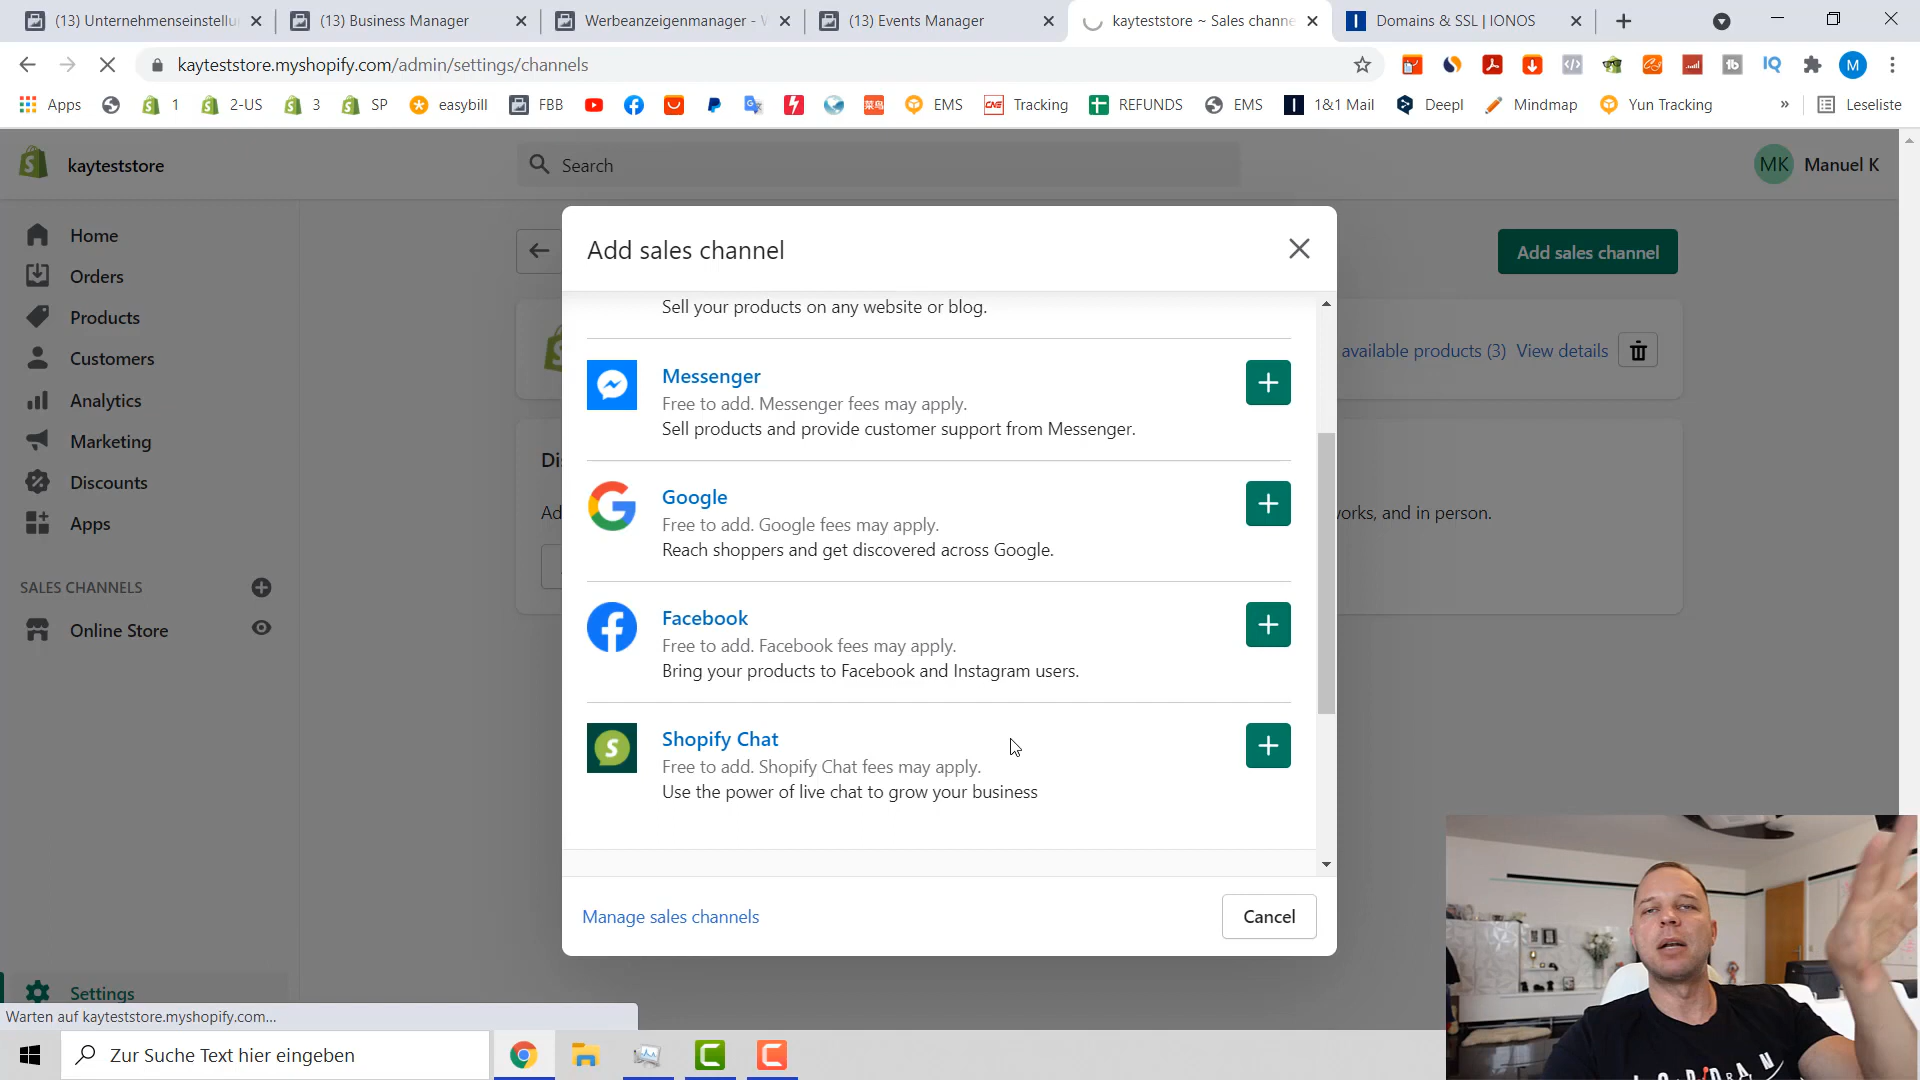 (13) Unternehmenseinstellu
(13) Business Manager
Werbeanzeigenmanager - W
(13) Events Manager
kayteststore ~ Sales channe
Domains & SSL | IONOS
kayteststore.myshopify.com/admin/settings/channels
M
Apps
1
2-US
3
SP
easybill
FBB
EMS
Tracking
REFUNDS
EMS
1&1 Mail
Deepl
Mindmap
Yun Tracking
»
Leseliste
kayteststore
Search
MK
Manuel K
Home
Orders
Products
Customers
Analytics
Marketing
Discounts
Apps
SALES CHANNELS
Online Store
Settings
Add sales channel
available products (3)
View details
Di
Ad
orks, and in person.
Add sales channel
Sell your products on any website or blog.
Messenger
Free to add. Messenger fees may apply.
Sell products and provide customer support from Messenger.
Google
Free to add. Google fees may apply.
Reach shoppers and get discovered across Google.
Facebook
Free to add. Facebook fees may apply.
Bring your products to Facebook and Instagram users.
Shopify Chat
Free to add. Shopify Chat fees may apply.
Use the power of live chat to grow your business
Manage sales channels
Cancel
Warten auf kayteststore.myshopify.com...
Zur Suche Text hier eingeben